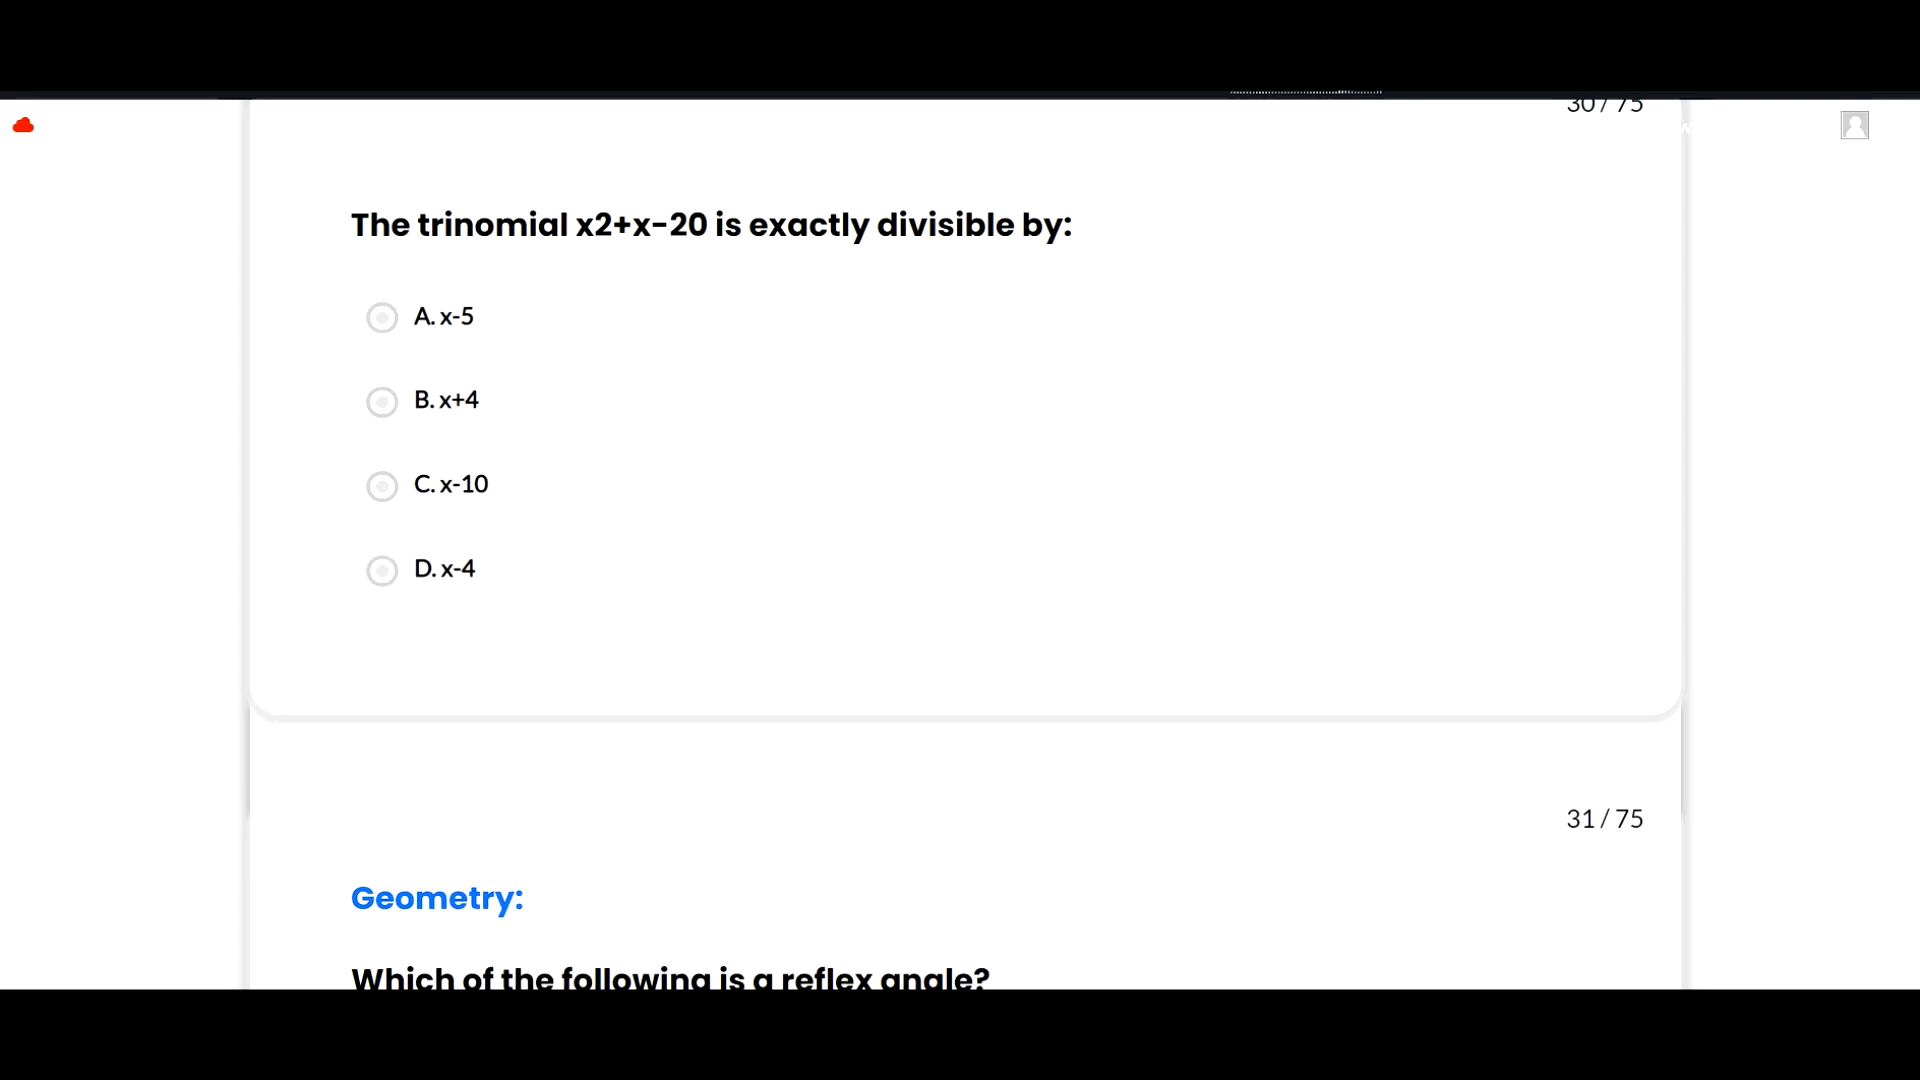 30 / 75
The trinomial x2+x-20 is exactly divisible by:
A. x-5
B. x+4
C. x-10
D. x-4
31 / 75
Geometry:
Which of the following is a reflex angle?